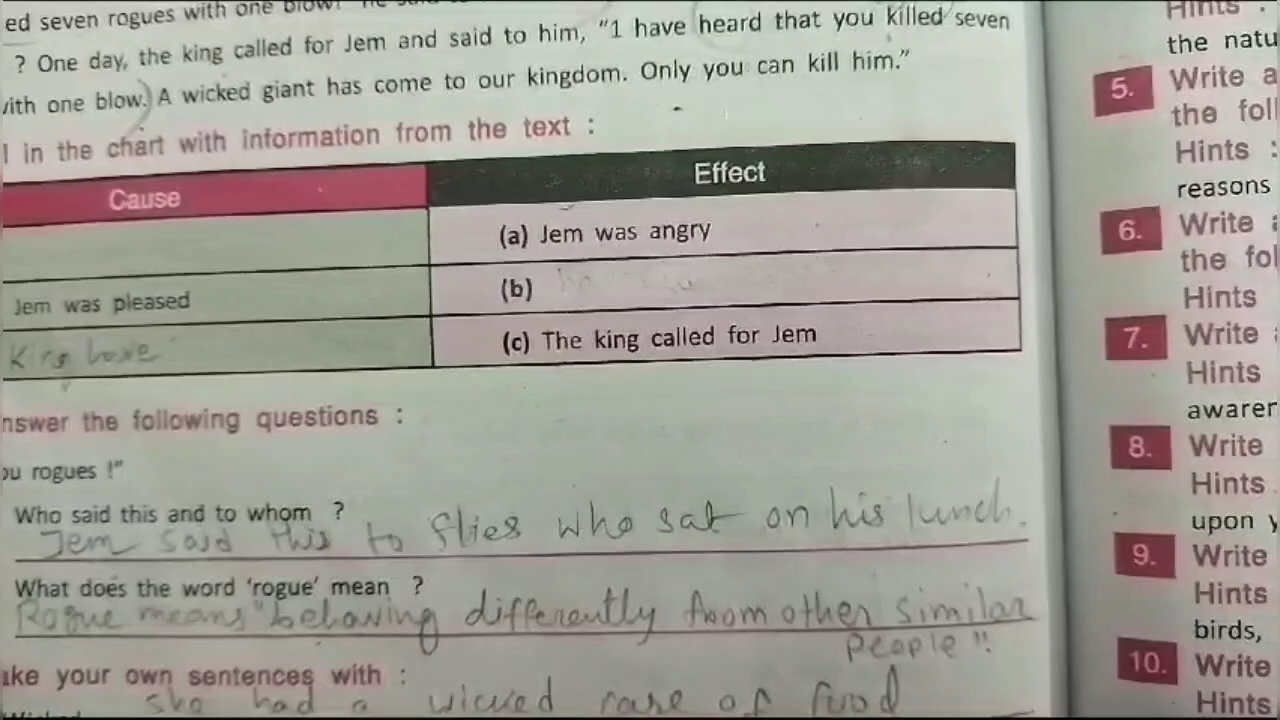 ed seven rogues with one blow!
? One day, the king called for Jem and said to him, "1 have heard that you killed seven
with one blow. A wicked giant has come to our kingdom. Only you can kill him."
l in the chart with information from the text :
Cause Effect
(a) Jem was angry
Jem was pleased (b)
(c) The king called for Jem
nswer the following questions :
ou rogues !"
Who said this and to whom ?
Jem said this to flies who sat on his lunch.
What does the word 'rogue' mean ?
Rogue means "behaving differently from other similar
people".
ake your own sentences with :
she had a wicked of food
Hints :
the natu
5. Write a
the foll
Hints :
reasons
6. Write
the fol
Hints
7. Write
Hints
awaren
8. Write
Hints
upon y
9. Write
Hints
birds,
10. Write
Hints